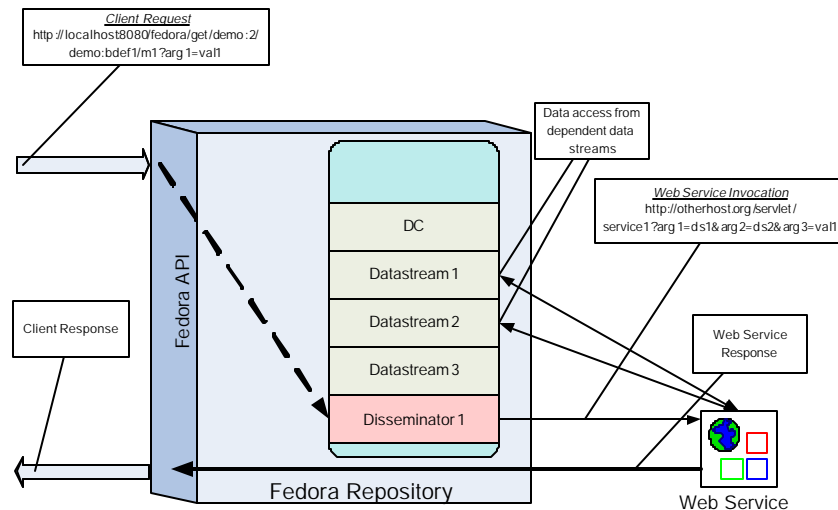 Client Request
http://localhost8080/fedora/get/demo:2/
demo:bdef1/m1?arg1=val1
Data access from
dependent data
streams
Web Service Invocation
http://otherhost.org/servlet/
service1?arg1=ds1&arg2=ds2&arg3=val1
DC
Datastream 1
Datastream 2
Datastream 3
Disseminator 1
Fedora API
Client Response
Web Service
Response
Fedora Repository
Web Service